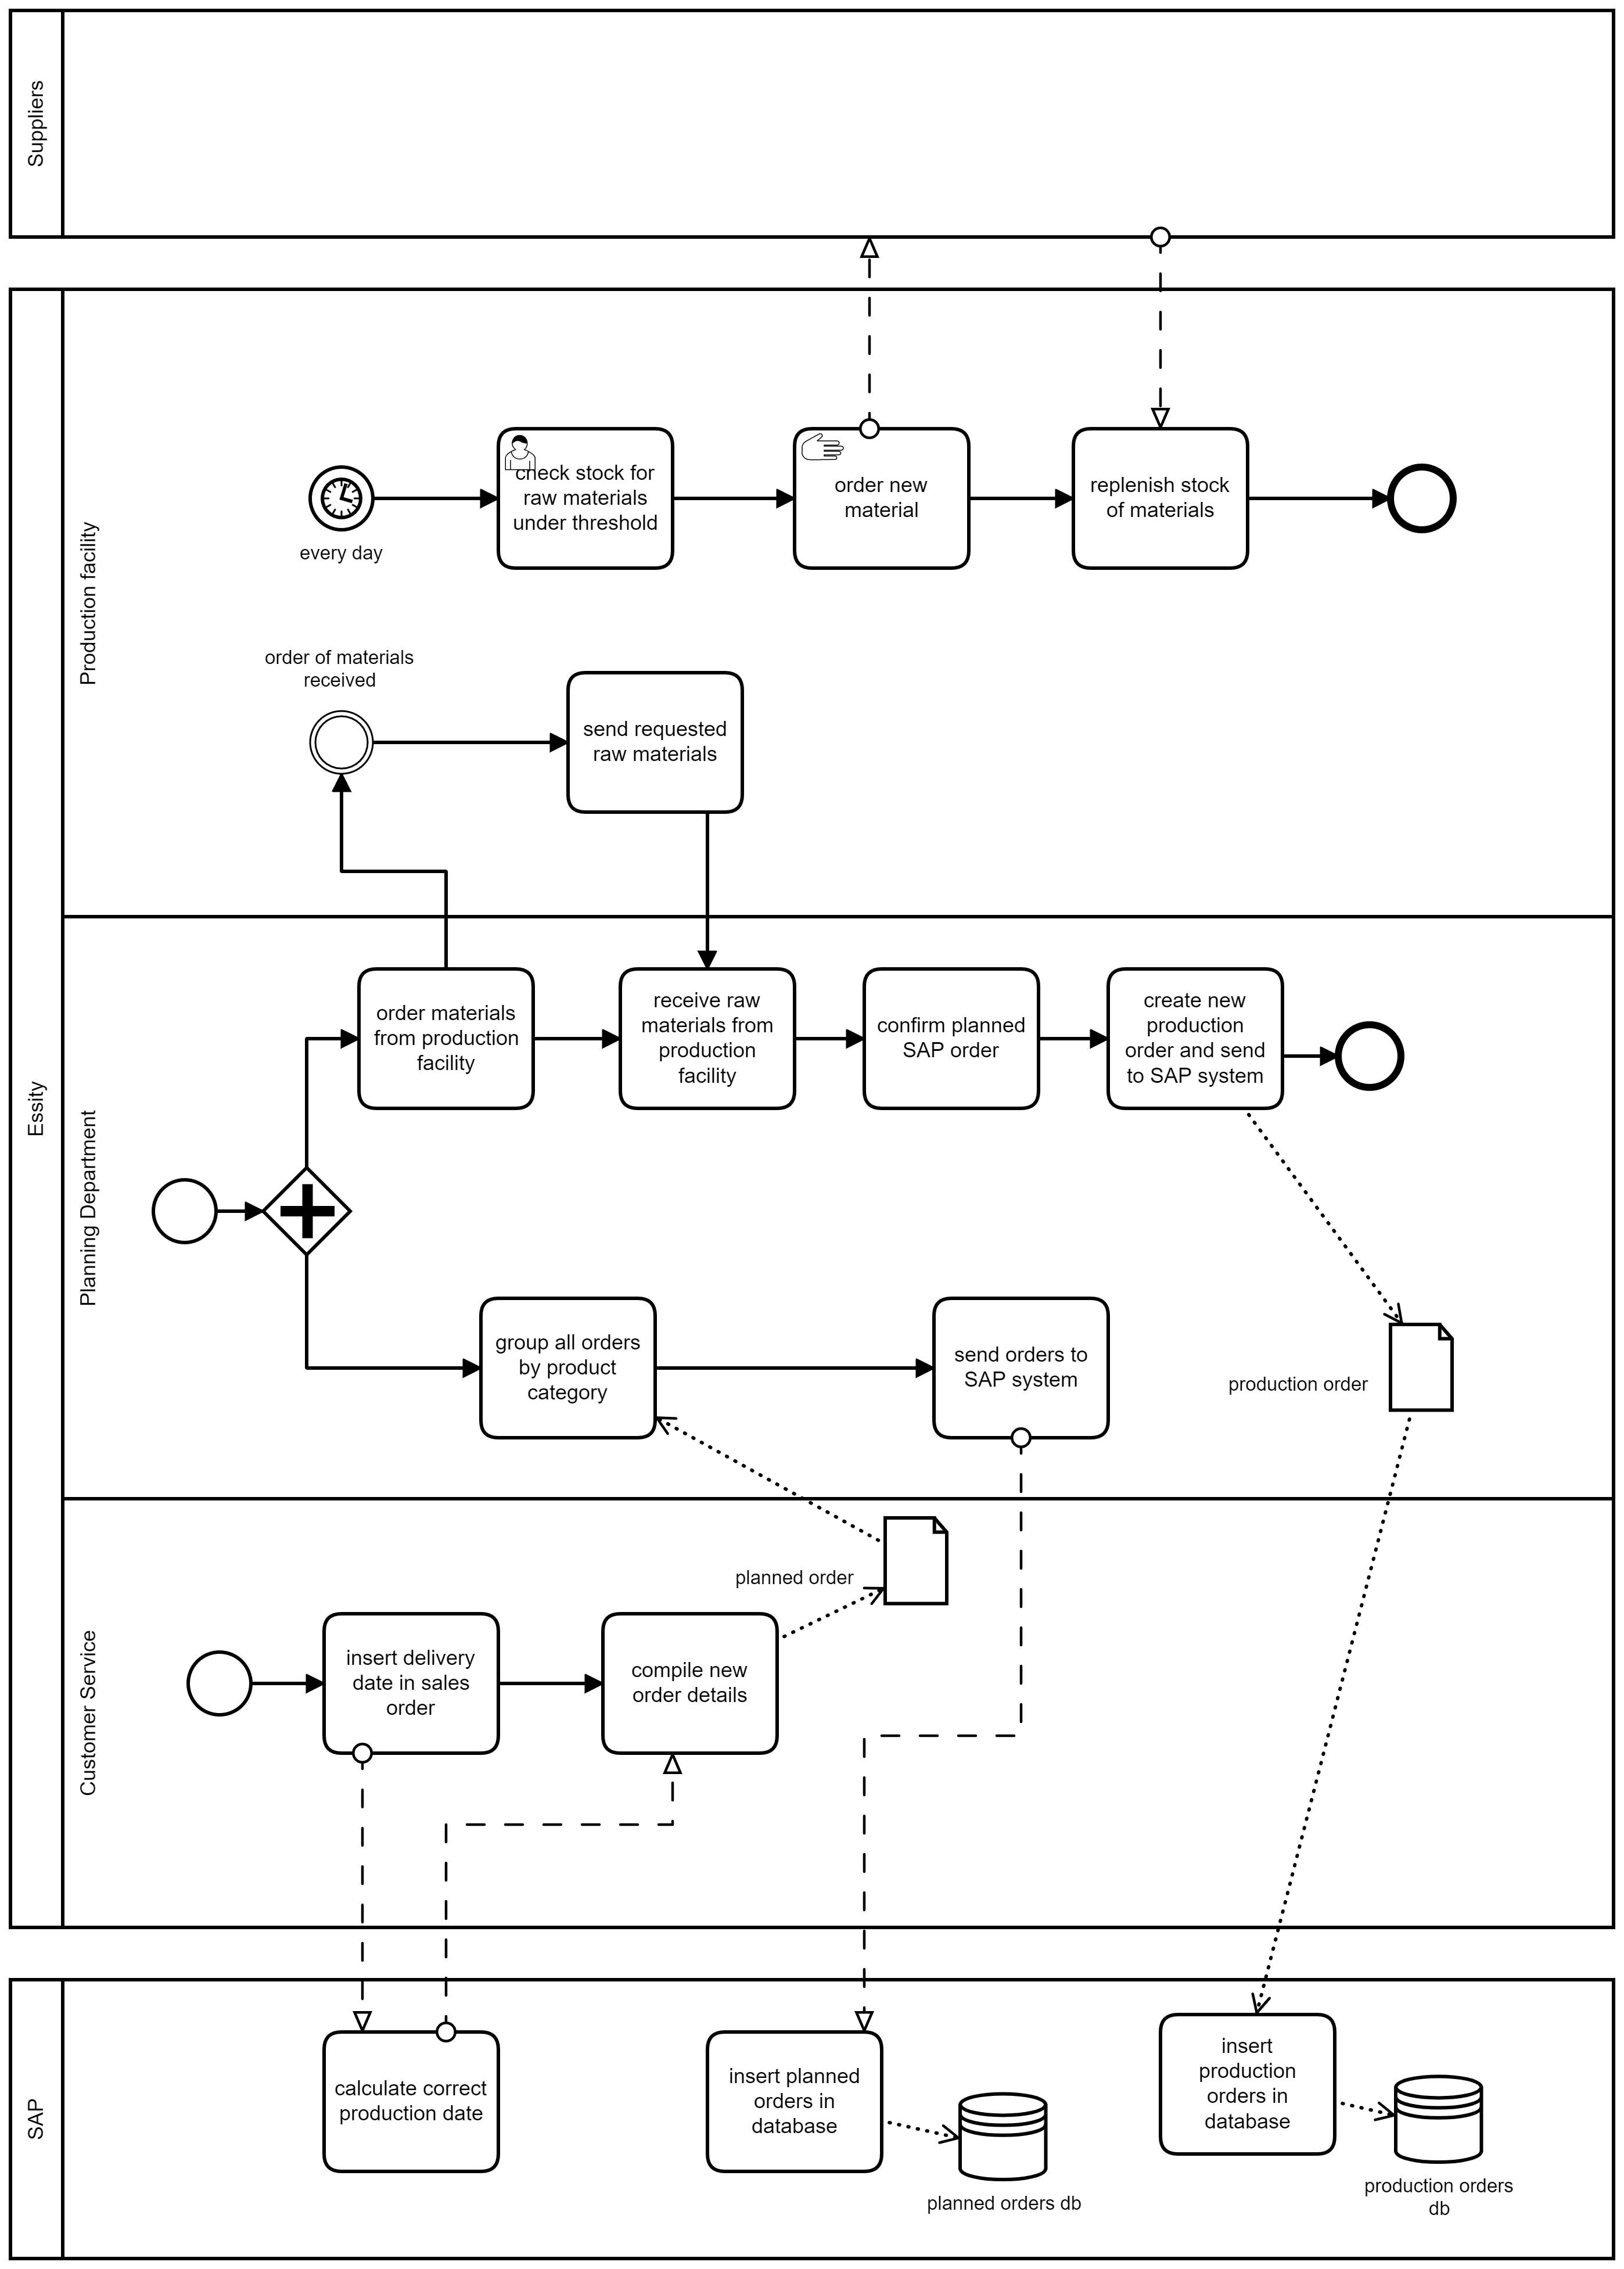 Suppliers
Essity
Production facility
every day
check stock for
raw materials
under threshold
order new
material
replenish stock
of materials
order of materials
received
send requested
raw materials
Planning Department
order materials
from production
facility
receive raw
materials from
production
facility
confirm planned
SAP order
create new
production
order and send
to SAP system
group all orders
by product
category
send orders to
SAP system
production order
Customer Service
planned order
insert delivery
date in sales
order
compile new
order details
SAP
calculate correct
production date
insert planned
orders in
database
planned orders db
insert
production
orders in
database
production orders
db